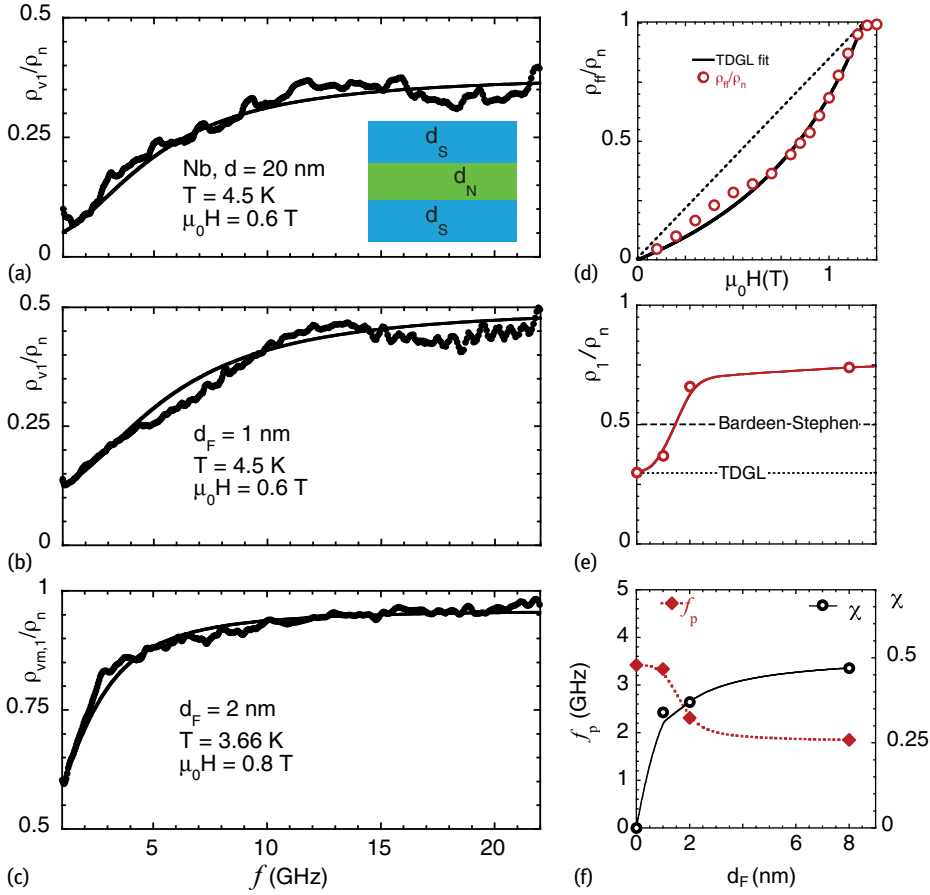 0.5
0.25
0
ρv1/ρn
Nb, d = 20 nm
T = 4.5 K
μ0H = 0.6 T
dS
dN
dS
(a)
0.5
0.25
0
ρv1/ρn
dF = 1 nm
T = 4.5 K
μ0H = 0.6 T
(b)
1
0.75
0.5
ρvm,1/ρn
dF = 2 nm
T = 3.66 K
μ0H = 0.8 T
5 10 15 20
(c)
f (GHz)
1
0.5
0
ρff/ρn
TDGL fit
ρff/ρn
0 1
(d)
μ0H(T)
1
0.5
0
ρ1/ρn
Bardeen-Stephen
TDGL
(e)
5
4
3
2
1
0
fp (GHz)
fp
χ
χ
0.5
0.25
0
0 2 4 6 8
(f)
dF (nm)